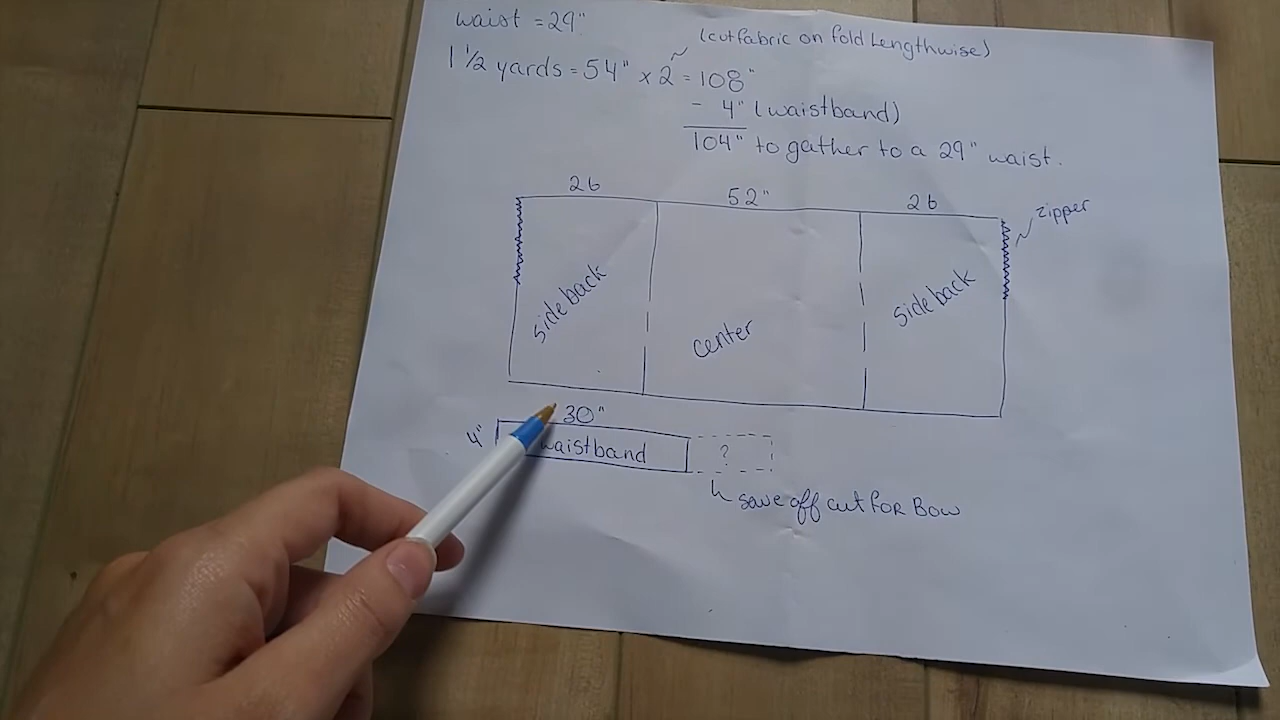 waist = 29"
(cut fabric on fold Lengthwise)
1 1/2 yards = 54" x 2 = 108"
- 4" (waistband)
104" to gather to a 29" waist.
26 52" 26
zipper
side back center side back
30"
4" waistband ?
save off cut for Bow